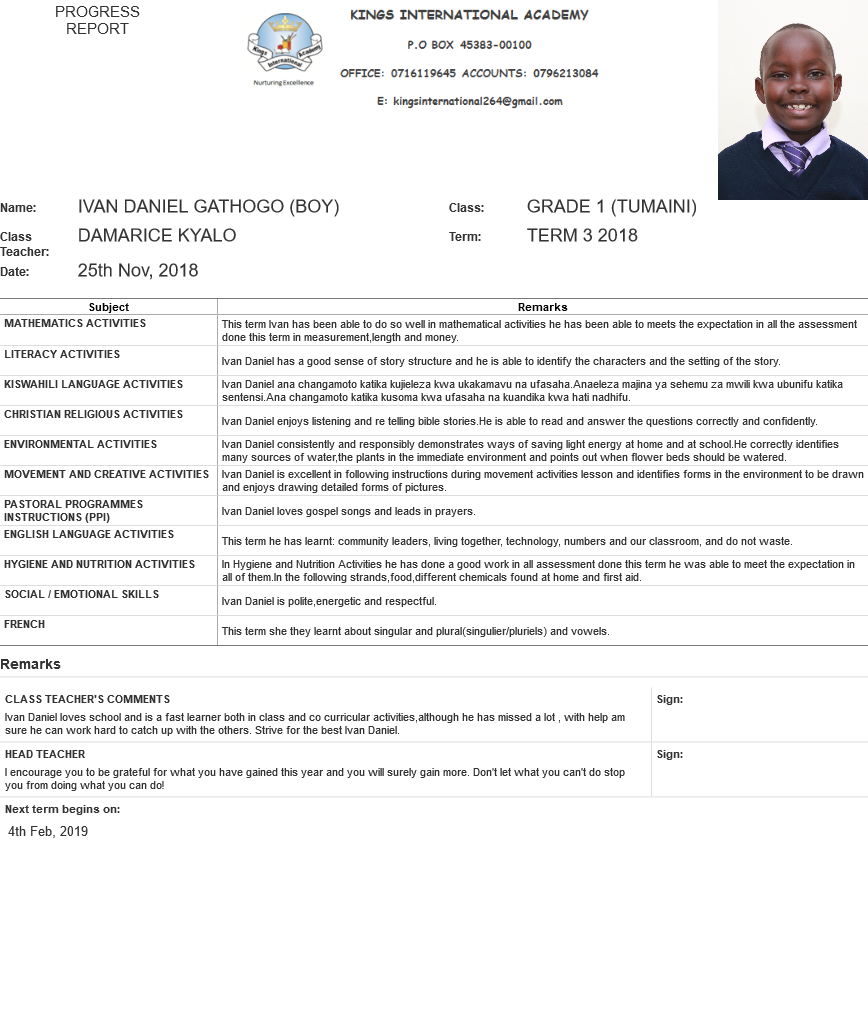 PROGRESS
REPORT
KINGS INTERNATIONAL ACADEMY
P.O BOX 45383-00100
OFFICE: 0716119645 ACCOUNTS: 0796213084
E: kingsinternational264@gmail.com
Kings Academy
International
Nurturing Excellence
Name: IVAN DANIEL GATHOGO (BOY) Class: GRADE 1 (TUMAINI)
Class Teacher: DAMARICE KYALO Term: TERM 3 2018
Date: 25th Nov, 2018
Subject Remarks
MATHEMATICS ACTIVITIES
This term Ivan has been able to do so well in mathematical activities he has been able to meets the expectation in all the assessment
done this term in measurement,length and money.
LITERACY ACTIVITIES
Ivan Daniel has a good sense of story structure and he is able to identify the characters and the setting of the story.
KISWAHILI LANGUAGE ACTIVITIES
Ivan Daniel ana changamoto katika kujieleza kwa ukakamavu na ufasaha.Anaeleza majina ya sehemu za mwili kwa ubunifu katika
sentensi.Ana changamoto katika kusoma kwa ufasaha na kuandika kwa hati nadhifu.
CHRISTIAN RELIGIOUS ACTIVITIES
Ivan Daniel enjoys listening and re telling bible stories.He is able to read and answer the questions correctly and confidently.
ENVIRONMENTAL ACTIVITIES
Ivan Daniel consistently and responsibly demonstrates ways of saving light energy at home and at school.He correctly identifies
many sources of water,the plants in the immediate environment and points out when flower beds should be watered.
MOVEMENT AND CREATIVE ACTIVITIES
Ivan Daniel is excellent in following instructions during movement activities lesson and identifies forms in the environment to be drawn
and enjoys drawing detailed forms of pictures.
PASTORAL PROGRAMMES
INSTRUCTIONS (PPI)
Ivan Daniel loves gospel songs and leads in prayers.
ENGLISH LANGUAGE ACTIVITIES
This term he has learnt: community leaders, living together, technology, numbers and our classroom, and do not waste.
HYGIENE AND NUTRITION ACTIVITIES
In Hygiene and Nutrition Activities he has done a good work in all assessment done this term he was able to meet the expectation in
all of them.In the following strands,food,different chemicals found at home and first aid.
SOCIAL / EMOTIONAL SKILLS
Ivan Daniel is polite,energetic and respectful.
FRENCH
This term she they learnt about singular and plural(singulier/pluriels) and vowels.
Remarks
CLASS TEACHER'S COMMENTS
Ivan Daniel loves school and is a fast learner both in class and co curricular activities,although he has missed a lot , with help am
sure he can work hard to catch up with the others. Strive for the best Ivan Daniel.
Sign:
HEAD TEACHER
I encourage you to be grateful for what you have gained this year and you will surely gain more. Don't let what you can't do stop
you from doing what you can do!
Sign:
Next term begins on:
4th Feb, 2019